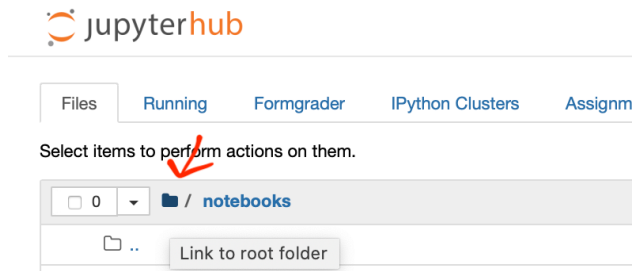 jupyterhub
Files Running Formgrader IPython Clusters Assignm
Select items to perform actions on them.
0 / notebooks
..
Link to root folder